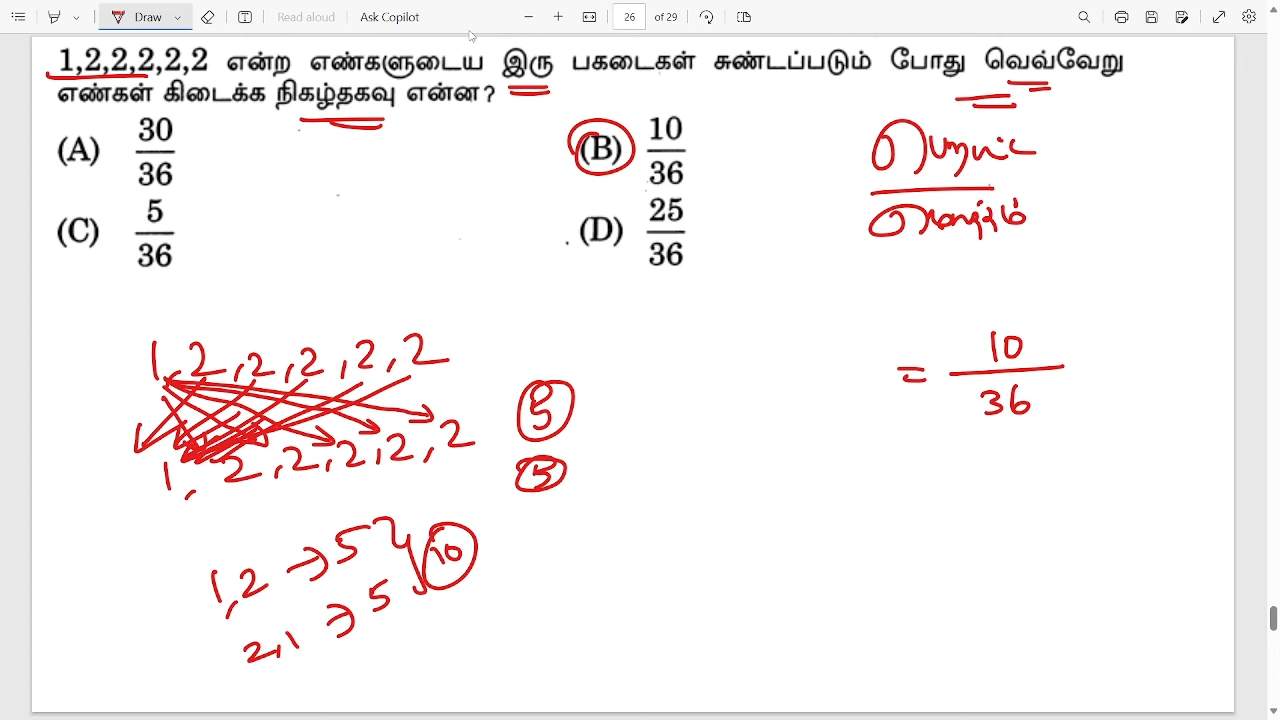 Draw Read aloud Ask Copilot 26 of 29
1,2,2,2,2,2 என்ற எண்களுடைய இரு பகடைகள் சுண்டப்படும் போது வெவ்வேறு
எண்கள் கிடைக்க நிகழ்தகவு என்ன?
(A) 30/36
(B) 10/36
(C) 5/36
(D) 25/36
மொத்தம்
1,2,2,2,2,2
5
1,2,2,2,2,2
5
= 10/36
1,2 → 5
10
2,1 → 5